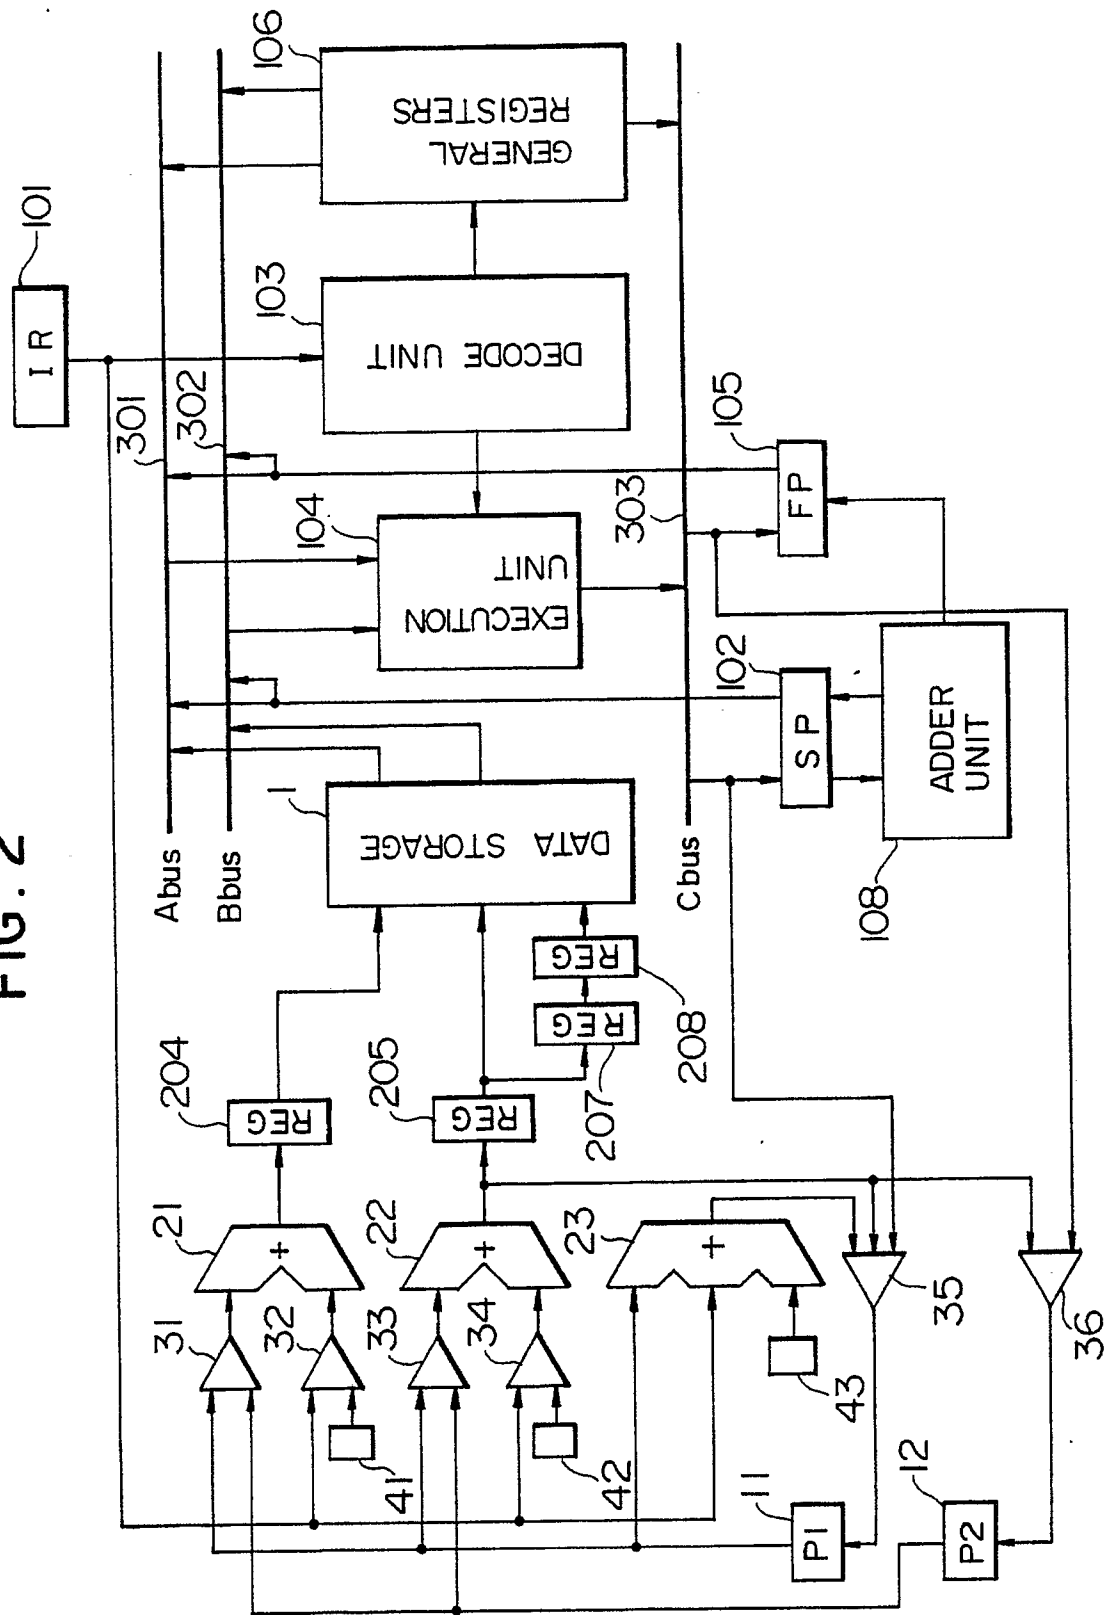 FIG. 2
IR
101
Abus
301
Bbus
302
106
GENERAL
REGISTERS
103
DECODE UNIT
104
EXECUTION
UNIT
1
DATA STORAGE
Cbus
303
105
FP
102
SP
ADDER
UNIT
108
204
REG
205
REG
REG
207
REG
208
21
+
22
+
23
+
31
32
33
34
35
36
41
42
43
11
P1
12
P2